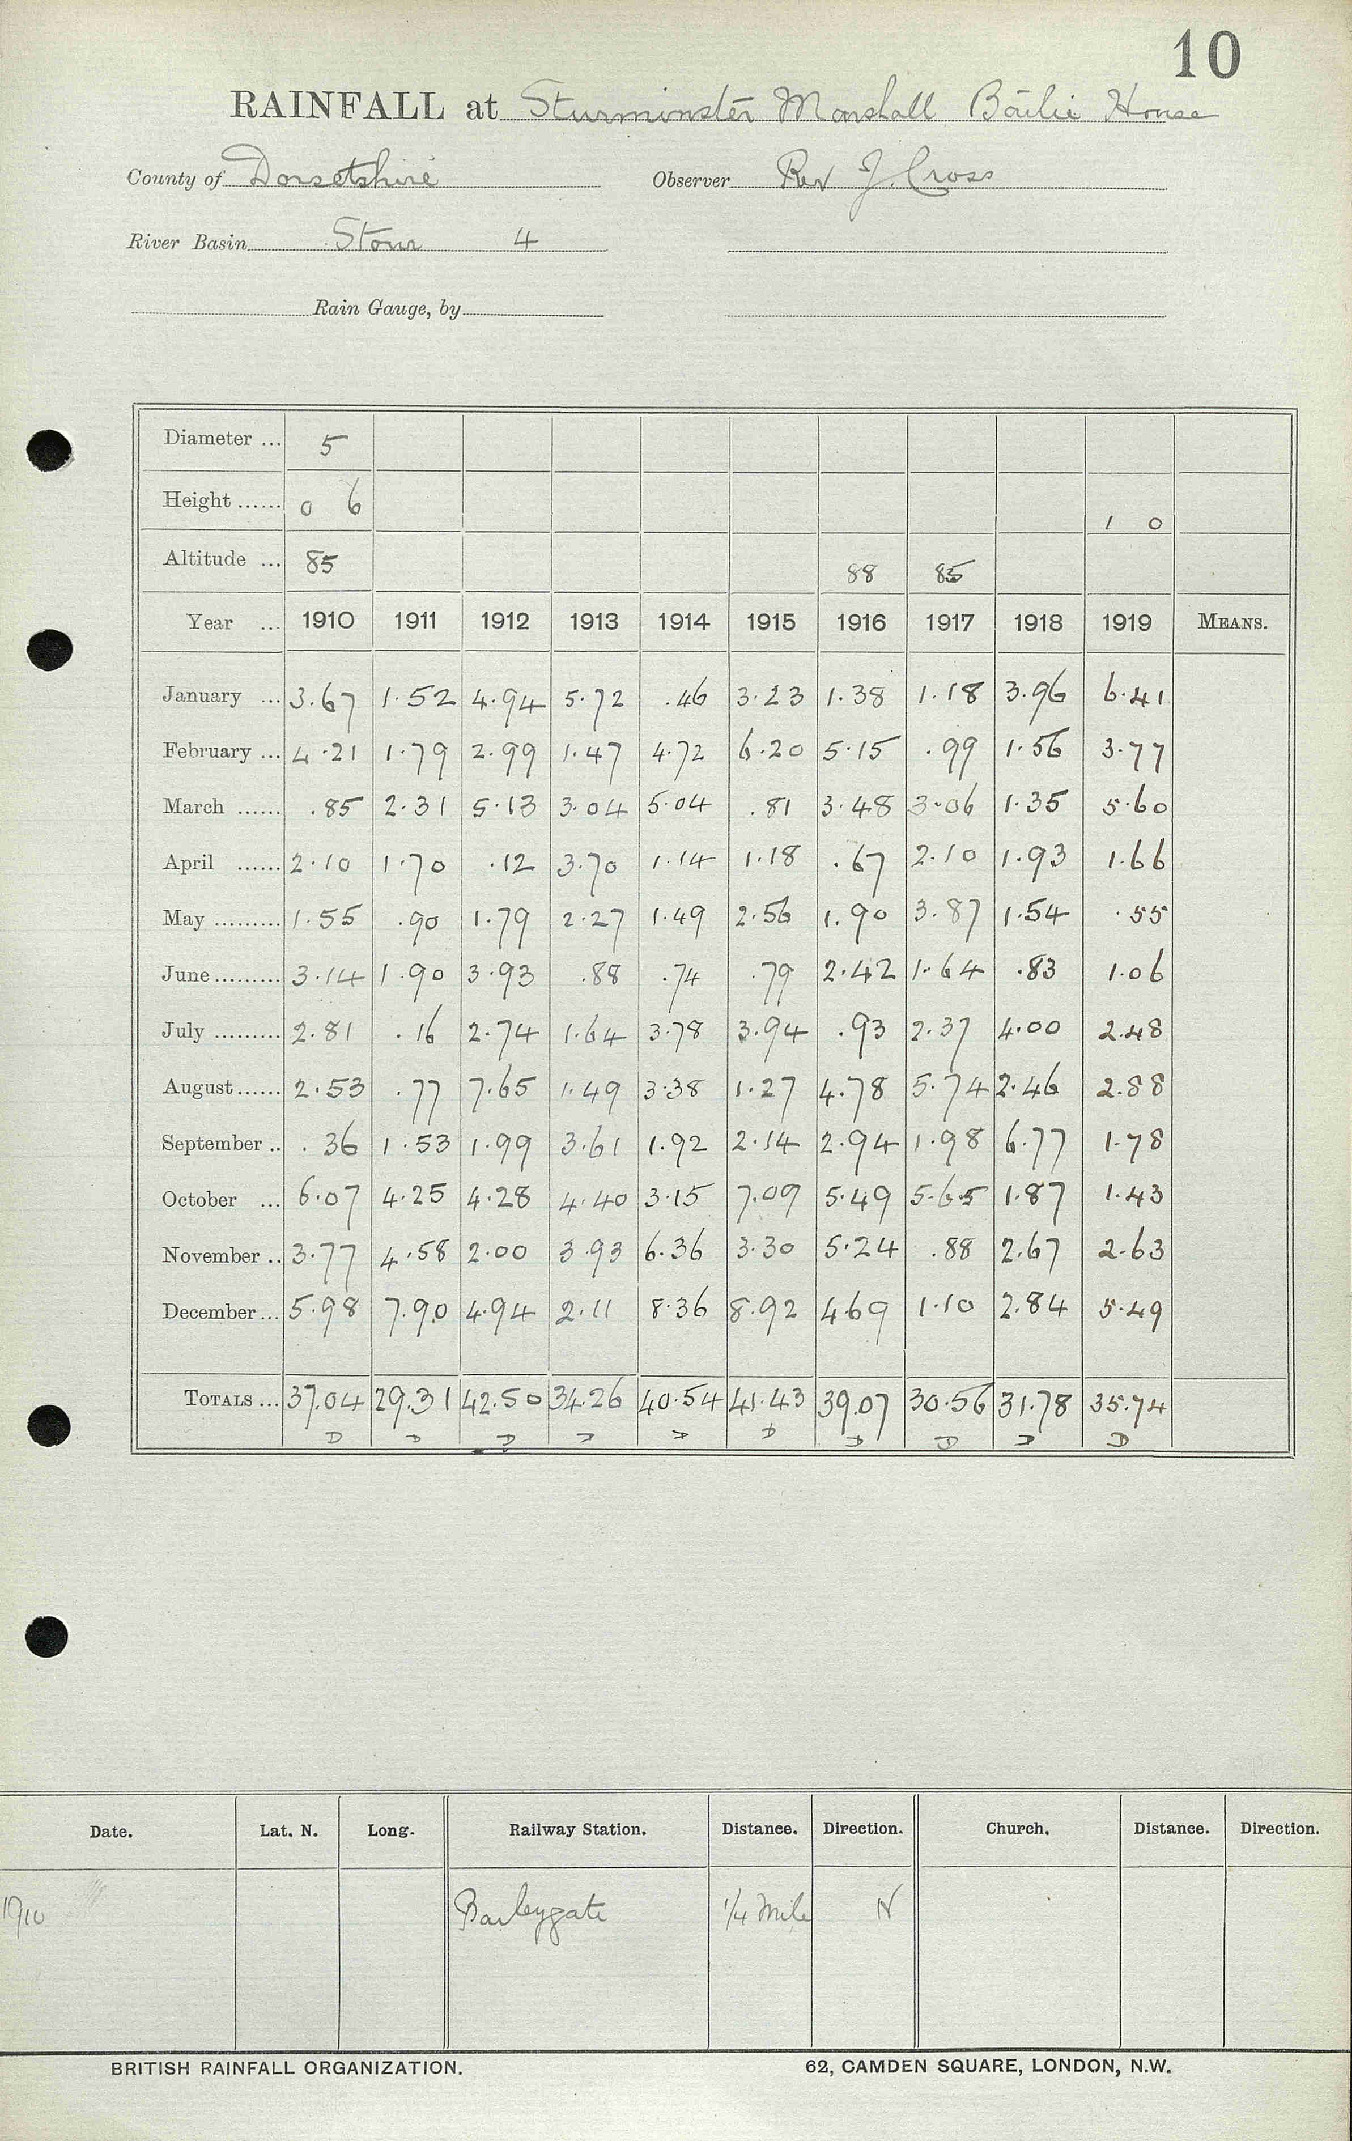 10
RAINFALL at Sturminster Marshall Bailie House
County of Dorsetshire Observer Rev J. Cross
River Basin Stour 4
Rain Gauge, by
Diameter ... 5
Height ...... 0 6 1 0
Altitude ... 85 88 85
Year ... 1910 1911 1912 1913 1914 1915 1916 1917 1918 1919 MEANS.
January ... 3.67 1.52 4.94 5.72 .46 3.23 1.38 1.18 3.96 6.41
February ... 4.21 1.79 2.99 1.47 4.72 6.20 5.15 .99 1.56 3.77
March ...... .85 2.31 5.13 3.04 5.04 .81 3.48 3.06 1.35 5.60
April ...... 2.10 1.70 .12 3.70 1.14 1.18 .67 2.10 1.93 1.66
May ......... 1.55 .90 1.79 2.27 1.49 2.56 1.90 3.87 1.54 .55
June ......... 3.14 1.90 3.93 .88 .74 .79 2.42 1.64 .83 1.06
July ......... 2.81 .16 2.74 1.64 3.78 3.94 .93 2.37 4.00 2.48
August ...... 2.53 .77 7.65 1.49 3.38 1.27 4.78 5.74 2.46 2.88
September .. .36 1.53 1.99 3.61 1.92 2.14 2.94 1.98 6.77 1.78
October ... 6.07 4.25 4.28 4.40 3.15 7.09 5.49 5.65 1.87 1.43
November .. 3.77 4.58 2.00 3.93 6.36 3.30 5.24 .88 2.67 2.63
December ... 5.98 7.90 4.94 2.11 8.36 8.92 4.69 1.10 2.84 5.49
TOTALS ... 37.04 29.31 42.50 34.26 40.54 41.43 39.07 30.56 31.78 35.74
D D D D D D D D D D
Date. Lat. N. Long. Railway Station. Distance. Direction. Church. Distance. Direction.
1910 Baileygate 1/4 Mile N
BRITISH RAINFALL ORGANIZATION. 62, CAMDEN SQUARE, LONDON, N.W.